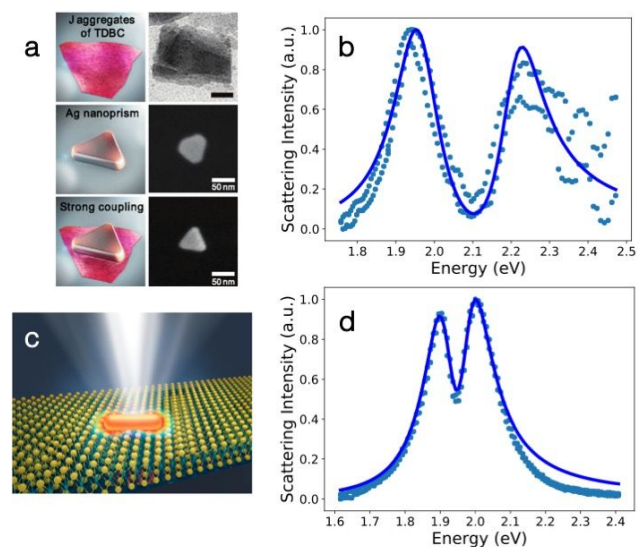 a
J aggregates
of TDBC
Ag nanoprism
50 nm
Strong coupling
50 nm
b
Scattering Intensity (a.u.)
1.0
0.8
0.6
0.4
0.2
0.0
1.8 1.9 2.0 2.1 2.2 2.3 2.4 2.5
Energy (eV)
c
d
Scattering Intensity (a.u.)
1.0
0.8
0.6
0.4
0.2
0.0
1.6 1.7 1.8 1.9 2.0 2.1 2.2 2.3 2.4
Energy (eV)